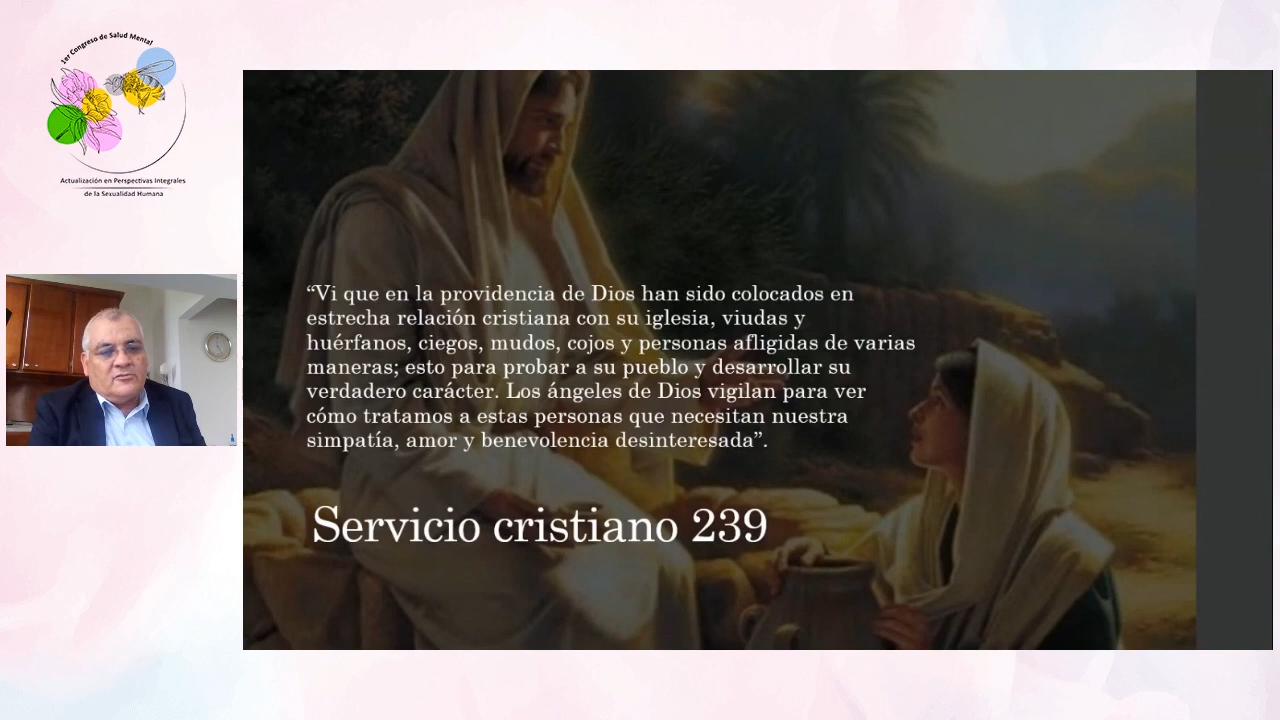 1er Congreso de Salud Mental
Actualización en Perspectivas Integrales
de la Sexualidad Humana
“Vi que en la providencia de Dios han sido colocados en
estrecha relación cristiana con su iglesia, viudas y
huérfanos, ciegos, mudos, cojos y personas afligidas de varias
maneras; esto para probar a su pueblo y desarrollar su
verdadero carácter. Los ángeles de Dios vigilan para ver
cómo tratamos a estas personas que necesitan nuestra
simpatía, amor y benevolencia desinteresada”.
Servicio cristiano 239